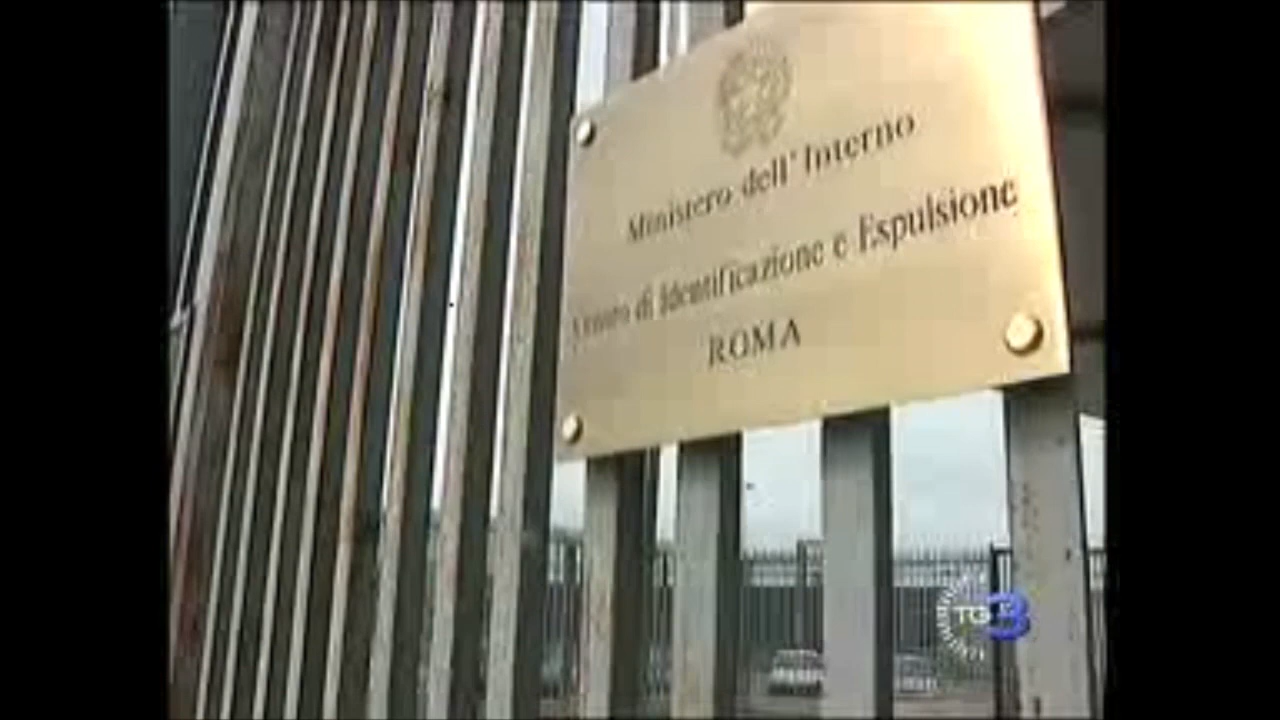 Ministero dell'Interno
Centro di Identificazione e Espulsione
ROMA
TG3